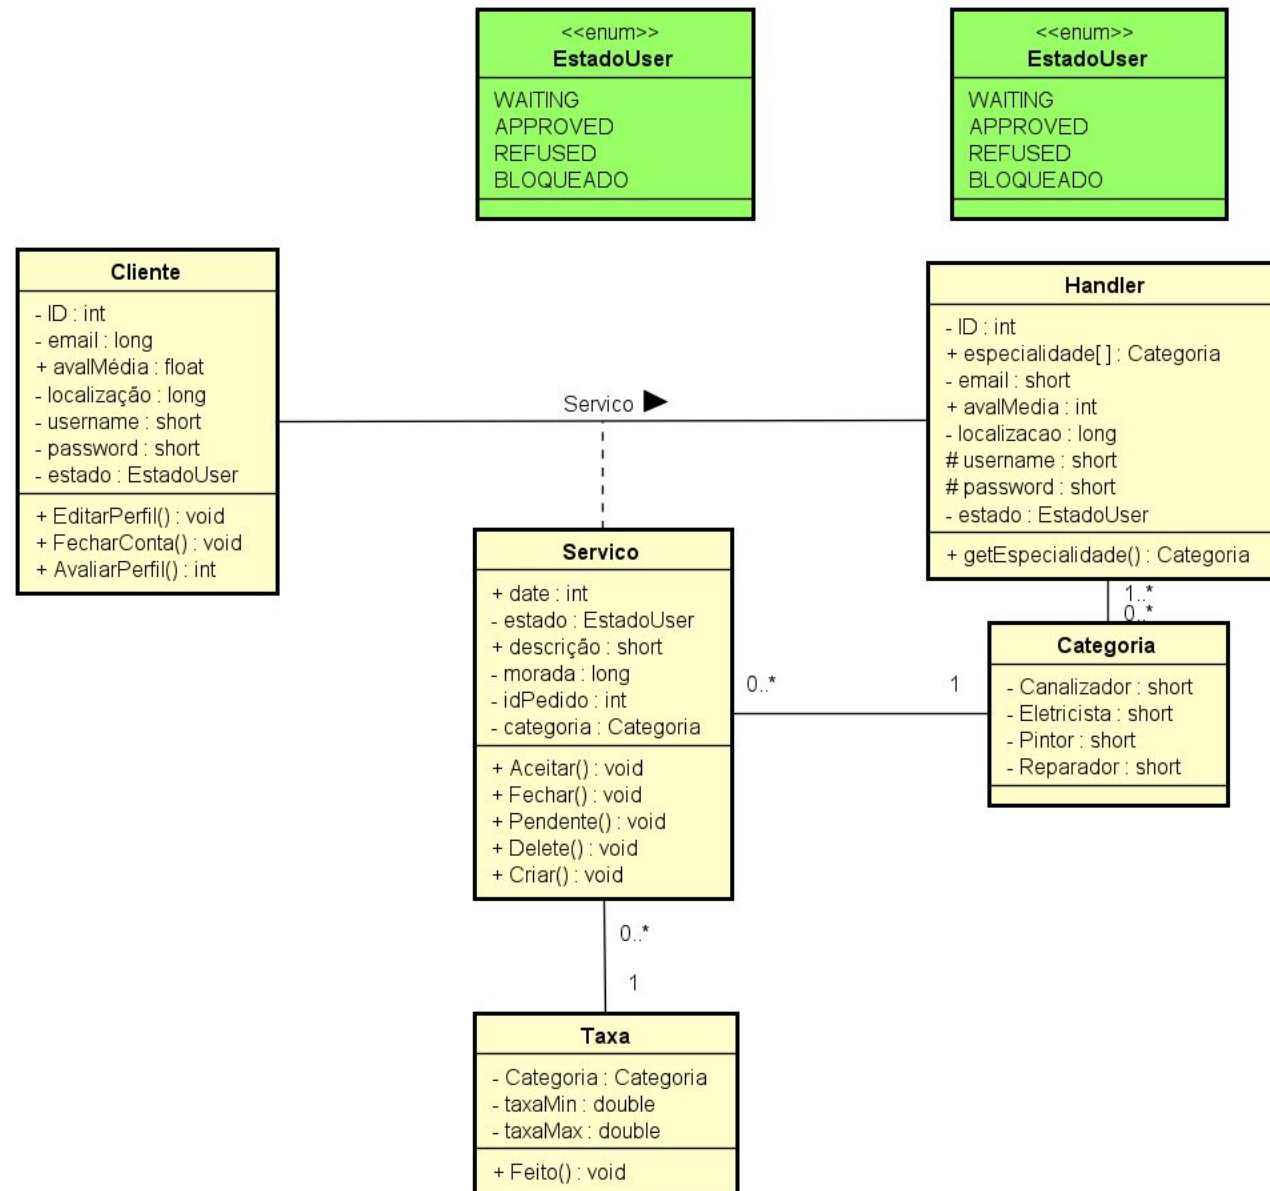 <<enum>>
EstadoUser
WAITING
APPROVED
REFUSED
BLOQUEADO
<<enum>>
EstadoUser
WAITING
APPROVED
REFUSED
BLOQUEADO
Cliente
- ID : int
- email : long
+ avalMédia : float
- localização : long
- username : short
- password : short
- estado : EstadoUser
+ EditarPerfil() : void
+ FecharConta() : void
+ AvaliarPerfil() : int
Servico ▶
Handler
- ID : int
+ especialidade[ ] : Categoria
- email : short
+ avalMedia : int
- localizacao : long
# username : short
# password : short
- estado : EstadoUser
+ getEspecialidade() : Categoria
1..*
0..*
Servico
+ date : int
- estado : EstadoUser
+ descrição : short
- morada : long
- idPedido : int
- categoria : Categoria
+ Aceitar() : void
+ Fechar() : void
+ Pendente() : void
+ Delete() : void
+ Criar() : void
0..*
1
Categoria
- Canalizador : short
- Eletricista : short
- Pintor : short
- Reparador : short
0..*
1
Taxa
- Categoria : Categoria
- taxaMin : double
- taxaMax : double
+ Feito() : void